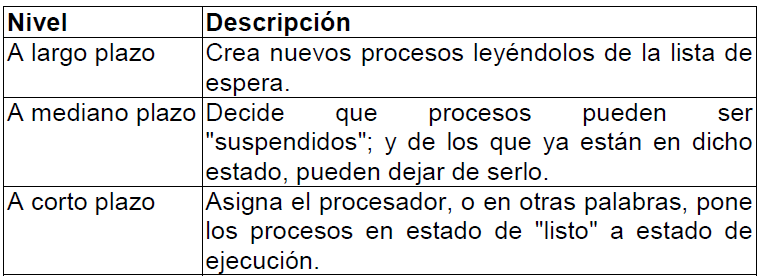 Nivel Descripción
A largo plazo Crea nuevos procesos leyéndolos de la lista de
espera.
A mediano plazo Decide que procesos pueden ser
"suspendidos"; y de los que ya están en dicho
estado, pueden dejar de serlo.
A corto plazo Asigna el procesador, o en otras palabras, pone
los procesos en estado de "listo" a estado de
ejecución.